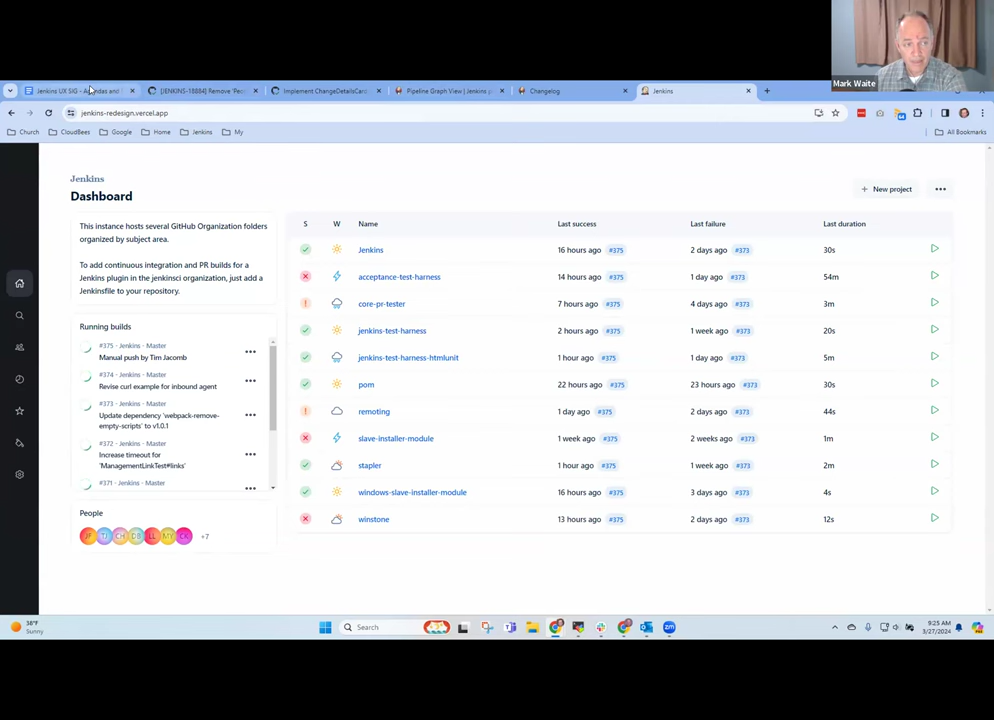 Mark Waite
Jenkins UX SIG - Agendas and
[JENKINS-18884] Remove 'Peo
Implement ChangeDetailsCard
Pipeline Graph View | Jenkins p
Changelog
Jenkins
jenkins-redesign.vercel.app
Church
CloudBees
Google
Home
Jenkins
My
All Bookmarks
Jenkins
Dashboard
New project
This instance hosts several GitHub Organization folders
organized by subject area.
To add continuous integration and PR builds for a
Jenkins plugin in the jenkinsci organization, just add a
Jenkinsfile to your repository.
Running builds
#375 - Jenkins - Master
Manual push by Tim Jacomb
#374 - Jenkins - Master
Revise curl example for inbound agent
#373 - Jenkins - Master
Update dependency 'webpack-remove-
empty-scripts' to v1.0.1
#372 - Jenkins - Master
Increase timeout for
'ManagementLinkTest#links'
#371 - Jenkins - Master
People
JF TJ CH DB LL MY CK +7
S W Name Last success Last failure Last duration
Jenkins 16 hours ago #375 2 days ago #373 30s
acceptance-test-harness 14 hours ago #375 1 day ago #373 54m
core-pr-tester 7 hours ago #375 4 days ago #373 3m
jenkins-test-harness 2 hours ago #375 1 week ago #373 20s
jenkins-test-harness-htmlunit 1 hour ago #375 1 day ago #373 5m
pom 22 hours ago #375 23 hours ago #373 30s
remoting 1 day ago #375 2 days ago #373 44s
slave-installer-module 1 week ago #375 2 weeks ago #373 1m
stapler 1 hour ago #375 1 week ago #373 2m
windows-slave-installer-module 16 hours ago #375 3 days ago #373 4s
winstone 13 hours ago #375 2 days ago #373 12s
38°F
Sunny
Search
9:25 AM
3/27/2024